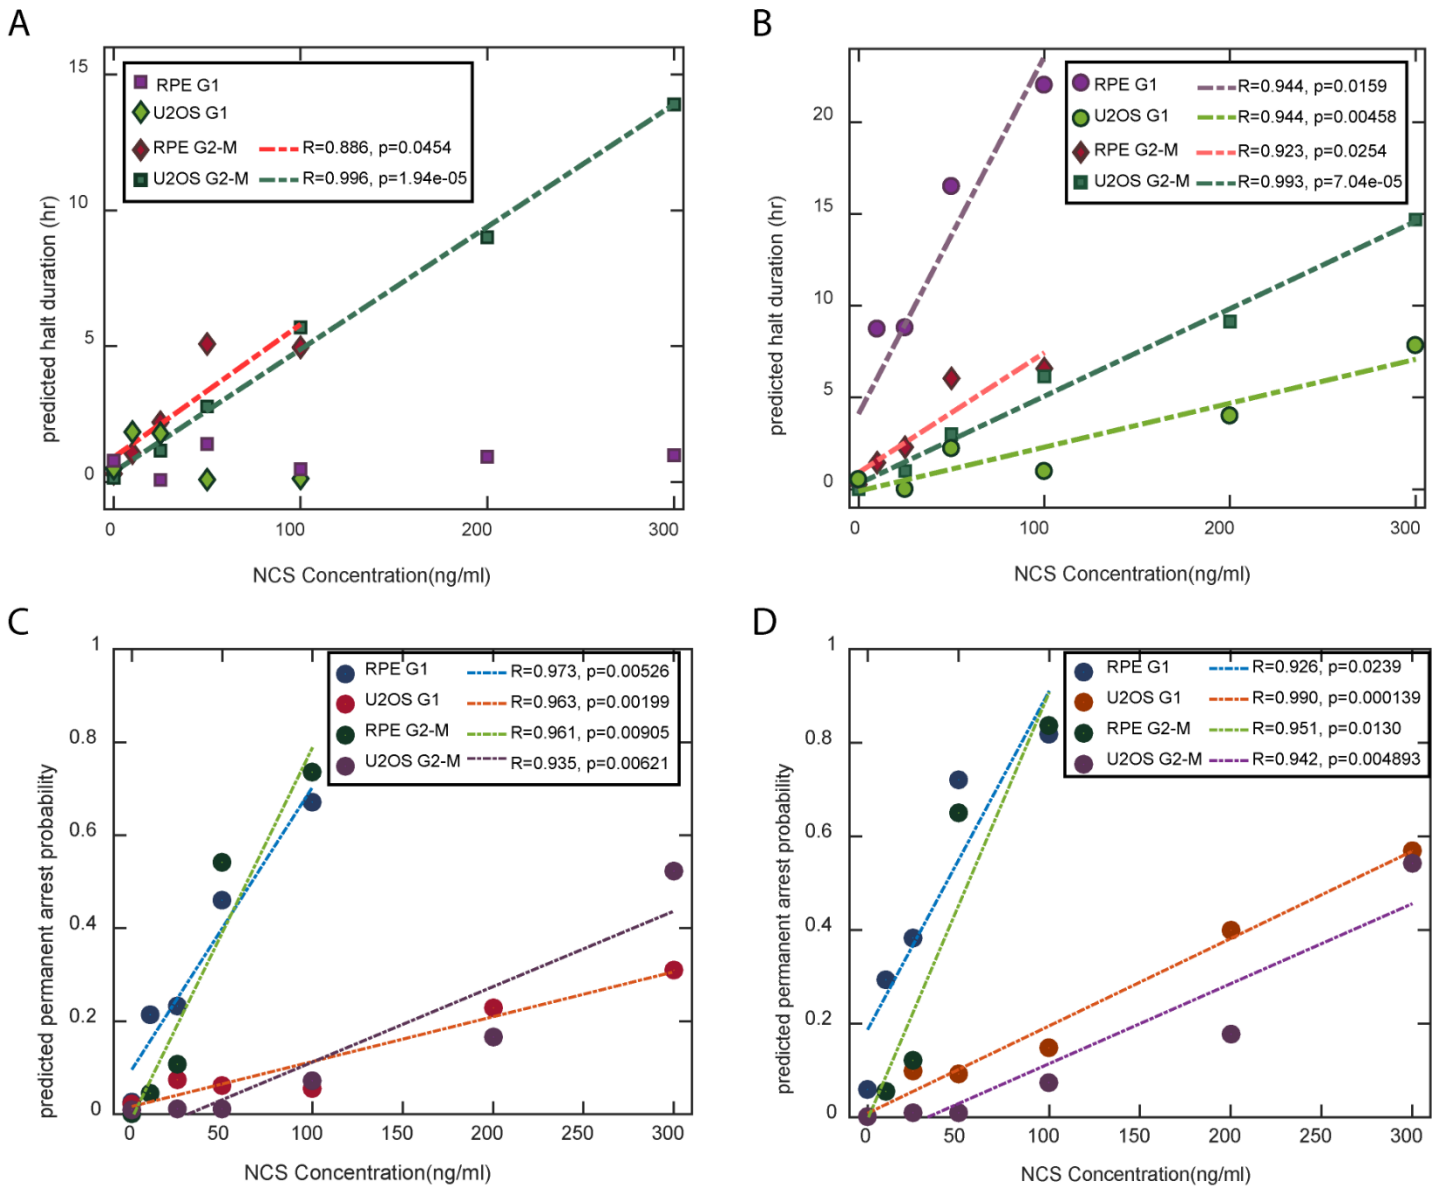 A
15
10
5
0
0
100
200
300
predicted halt duration (hr)
NCS Concentration(ng/ml)
RPE G1
U2OS G1
RPE G2-M R=0.886, p=0.0454
U2OS G2-M R=0.996, p=1.94e-05
B
20
15
10
5
0
0
100
200
300
predicted halt duration (hr)
NCS Concentration(ng/ml)
RPE G1 R=0.944, p=0.0159
U2OS G1 R=0.944, p=0.00458
RPE G2-M R=0.923, p=0.0254
U2OS G2-M R=0.993, p=7.04e-05
C
1
0.8
0.6
0.4
0.2
0
0
50
100
150
200
250
300
predicted permanent arrest probability
NCS Concentration(ng/ml)
RPE G1 R=0.973, p=0.00526
U2OS G1 R=0.963, p=0.00199
RPE G2-M R=0.961, p=0.00905
U2OS G2-M R=0.935, p=0.00621
D
1
0.8
0.6
0.4
0.2
0
0
50
100
150
200
250
300
predicted permanent arrest probability
NCS Concentration(ng/ml)
RPE G1 R=0.926, p=0.0239
U2OS G1 R=0.990, p=0.000139
RPE G2-M R=0.951, p=0.0130
U2OS G2-M R=0.942, p=0.004893